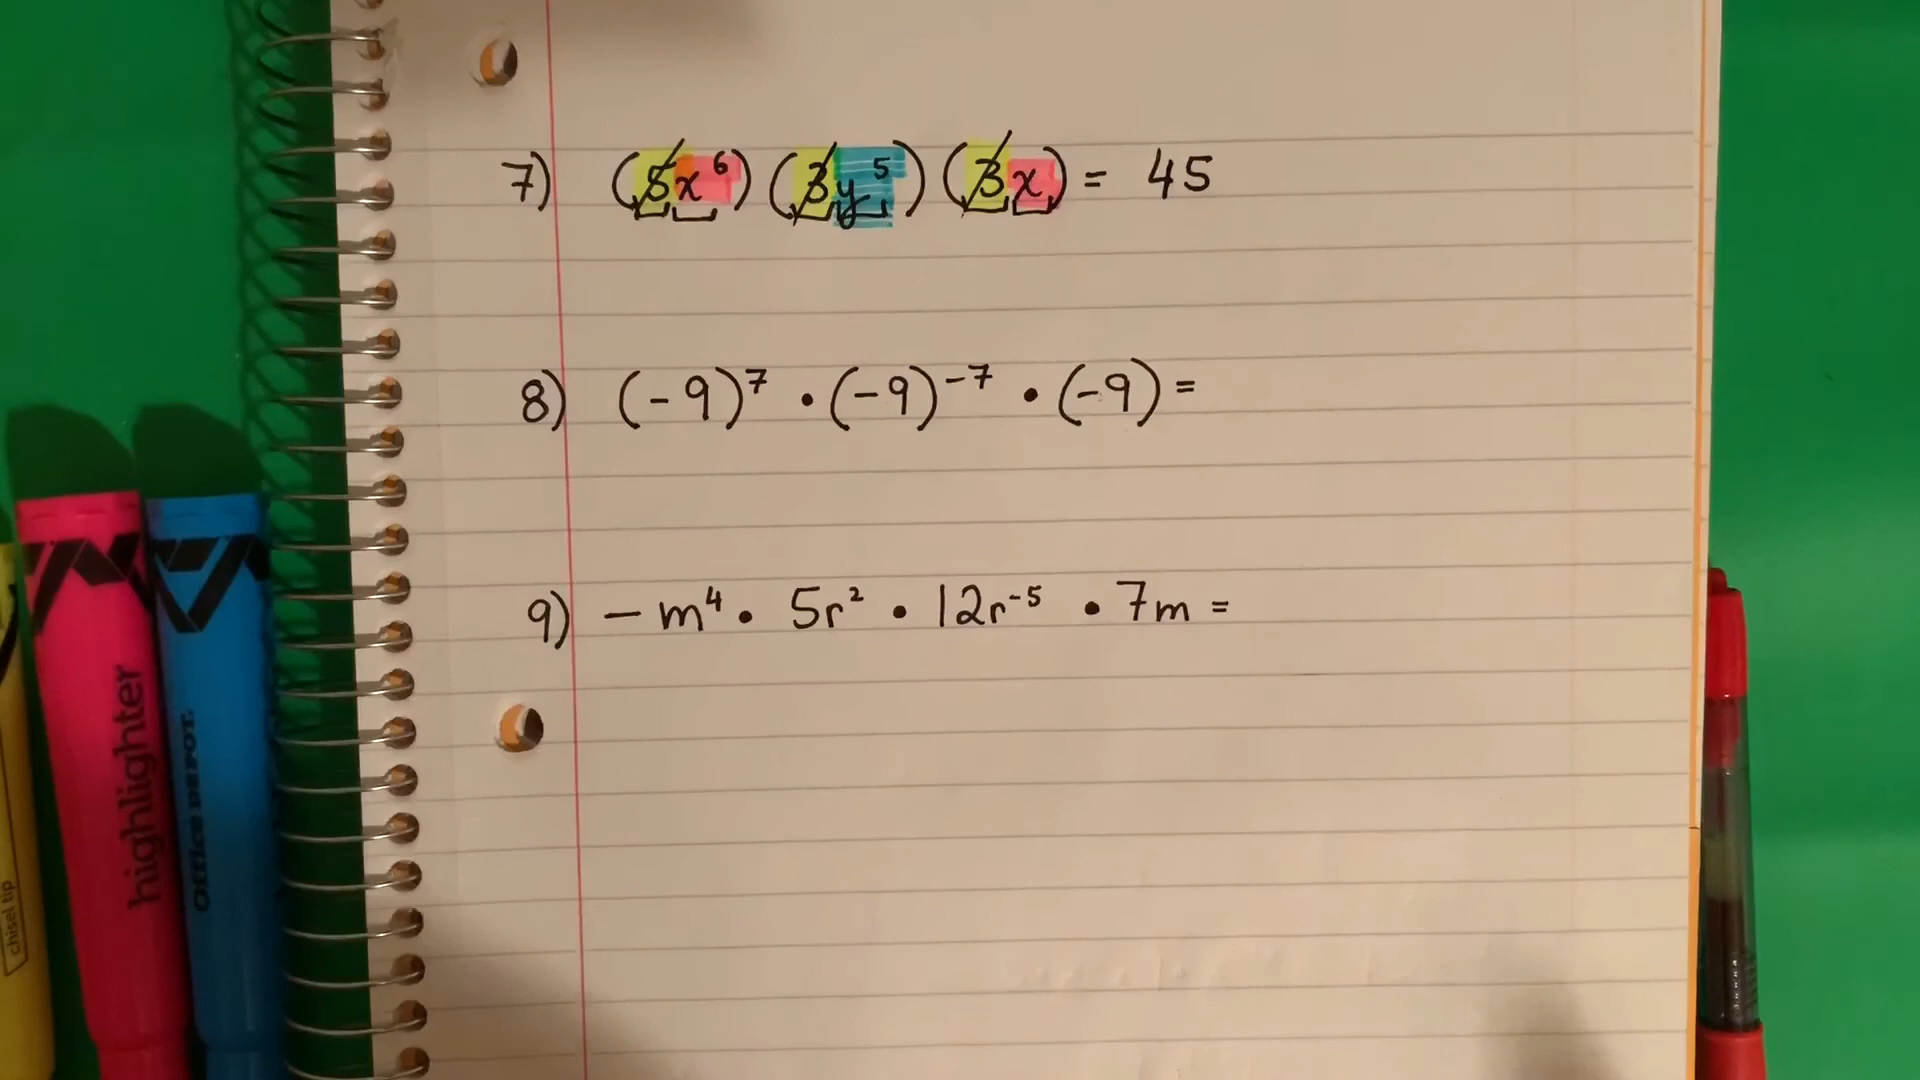 7) (5x⁶)(3y⁵)(3x) = 45
8) (-9)⁷ • (-9)⁻⁷ • (-9) =
9) - m⁴ • 5r² • 12r⁻⁵ • 7m =
highlighter
Office DEPOT.
chisel tip